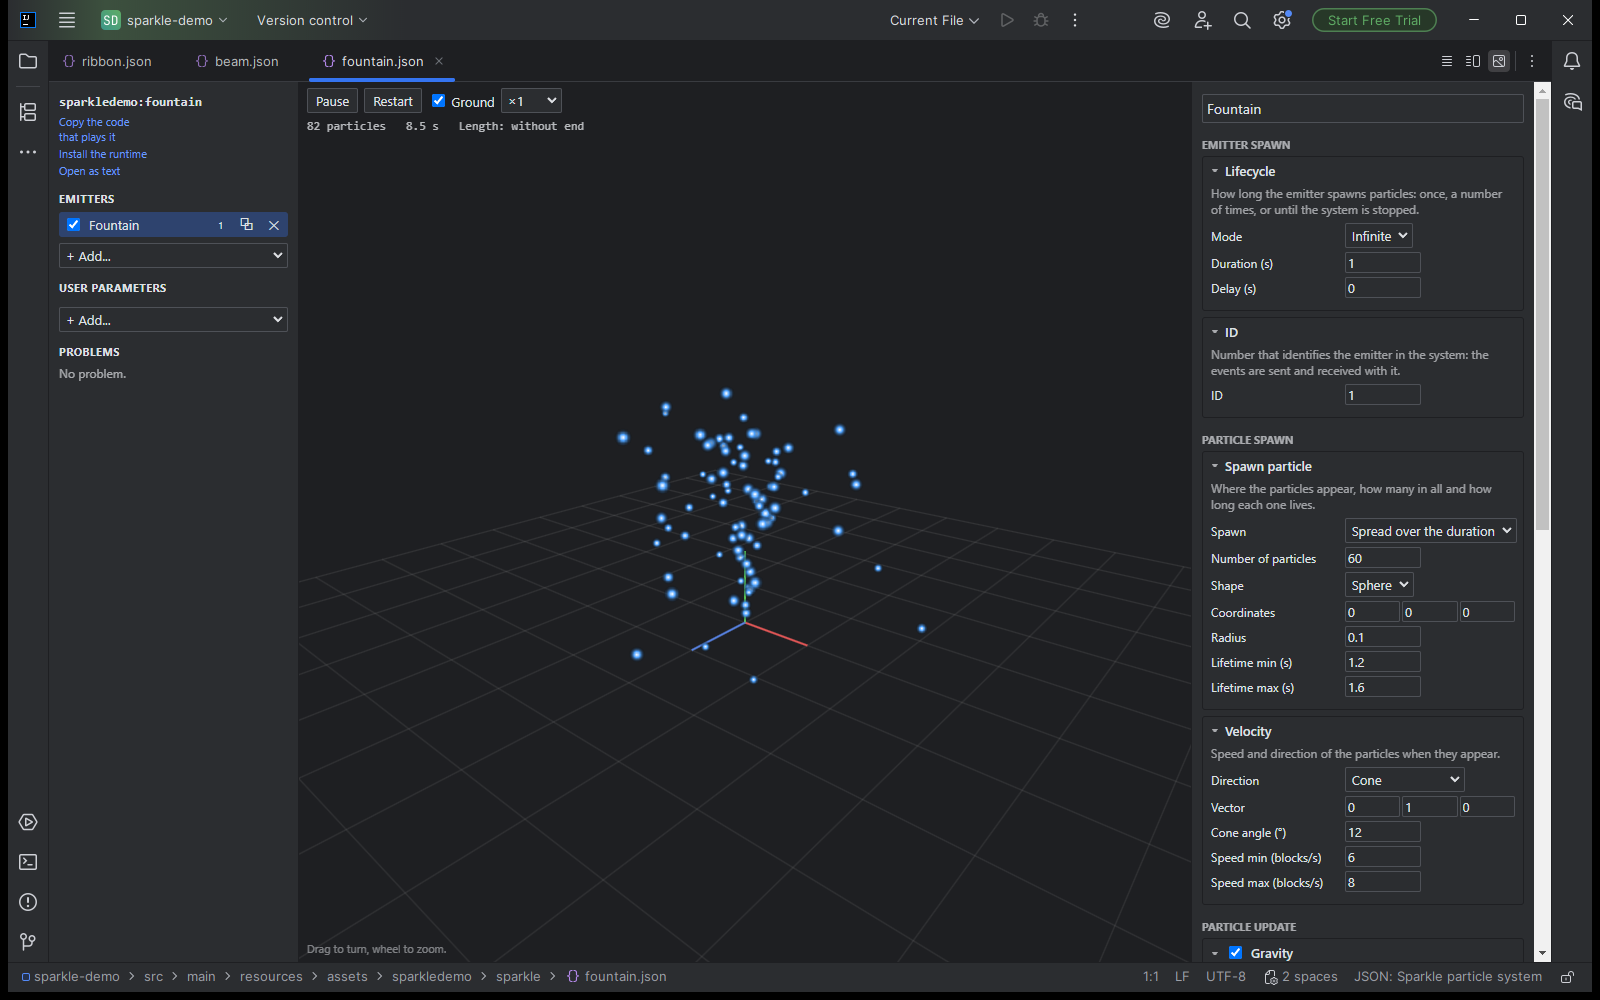 SD sparkle-demo Version control Current File Start Free Trial
ribbon.json beam.json fountain.json
sparkledemo:fountain
Copy the code
that plays it
Install the runtime
Open as text
EMITTERS
Fountain 1
+ Add...
USER PARAMETERS
+ Add...
PROBLEMS
No problem.
Pause Restart Ground ×1
82 particles 8.5 s Length: without end
Drag to turn, wheel to zoom.
Fountain
EMITTER SPAWN
Lifecycle
How long the emitter spawns particles: once, a number
of times, or until the system is stopped.
Mode Infinite
Duration (s) 1
Delay (s) 0
ID
Number that identifies the emitter in the system: the
events are sent and received with it.
ID 1
PARTICLE SPAWN
Spawn particle
Where the particles appear, how many in all and how
long each one lives.
Spawn Spread over the duration
Number of particles 60
Shape Sphere
Coordinates 0 0 0
Radius 0.1
Lifetime min (s) 1.2
Lifetime max (s) 1.6
Velocity
Speed and direction of the particles when they appear.
Direction Cone
Vector 0 1 0
Cone angle (°) 12
Speed min (blocks/s) 6
Speed max (blocks/s) 8
PARTICLE UPDATE
Gravity
sparkle-demo > src > main > resources > assets > sparkledemo > sparkle > fountain.json 1:1 LF UTF-8 2 spaces JSON: Sparkle particle system